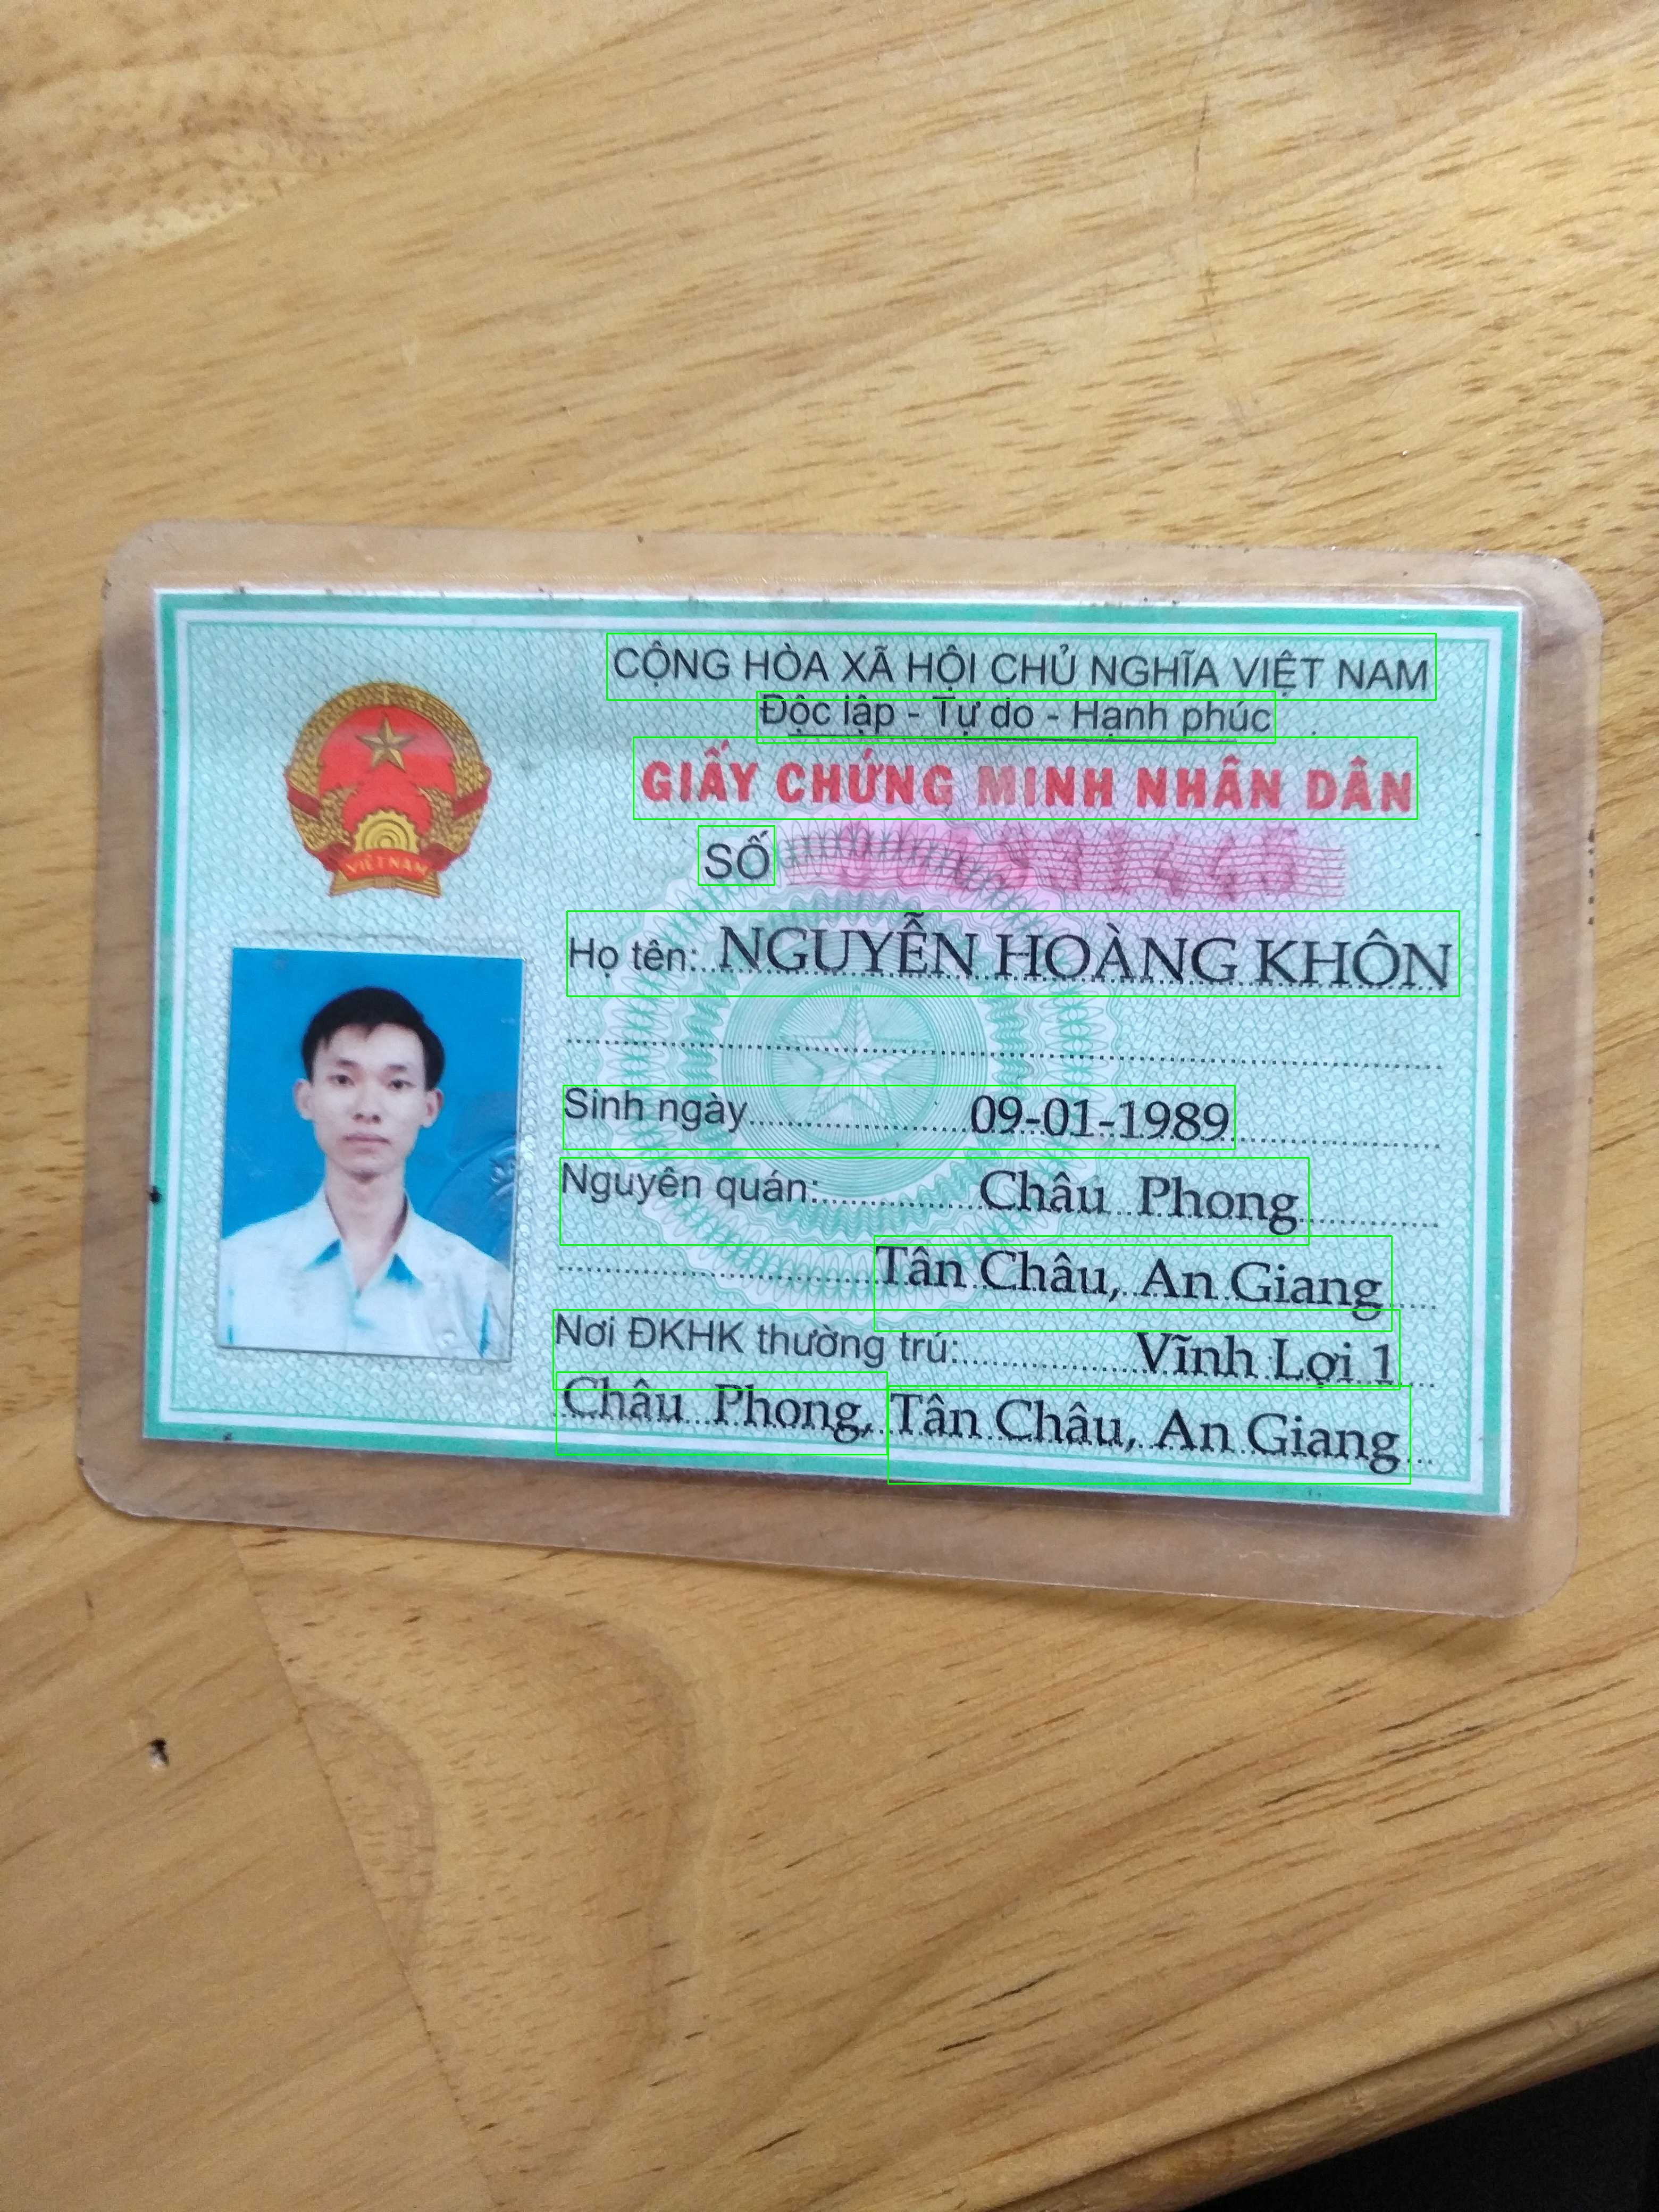 CỘNG HÒA XÃ HỘI CHỦ NGHĨA VIỆT NAM
Độc lập - Tự do - Hạnh phúc
GIẤY CHỨNG MINH NHÂN DÂN
SỐ
VIỆT NAM
Họ tên: NGUYỄN HOÀNG KHÔN
Sinh ngày 09-01-1989
Nguyên quán: Châu Phong
Tân Châu, An Giang
Nơi ĐKHK thường trú: Vĩnh Lợi 1
Châu Phong, Tân Châu, An Giang